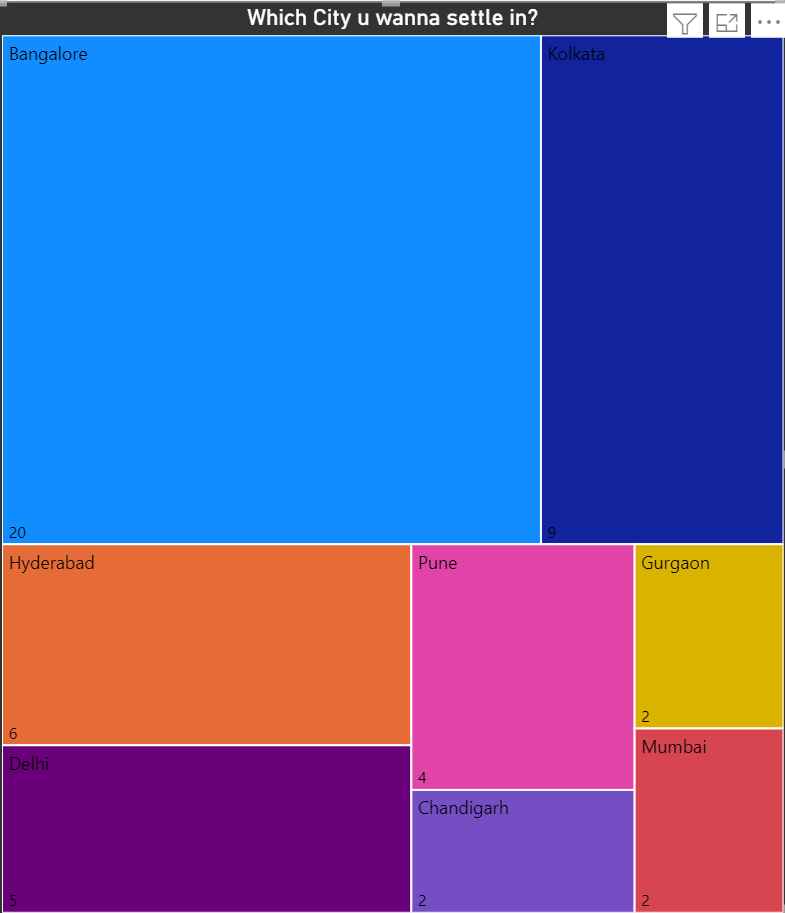 Which City u wanna settle in?
Bangalore
20
Kolkata
9
Hyderabad
6
Delhi
5
Pune
4
Chandigarh
2
Gurgaon
2
Mumbai
2